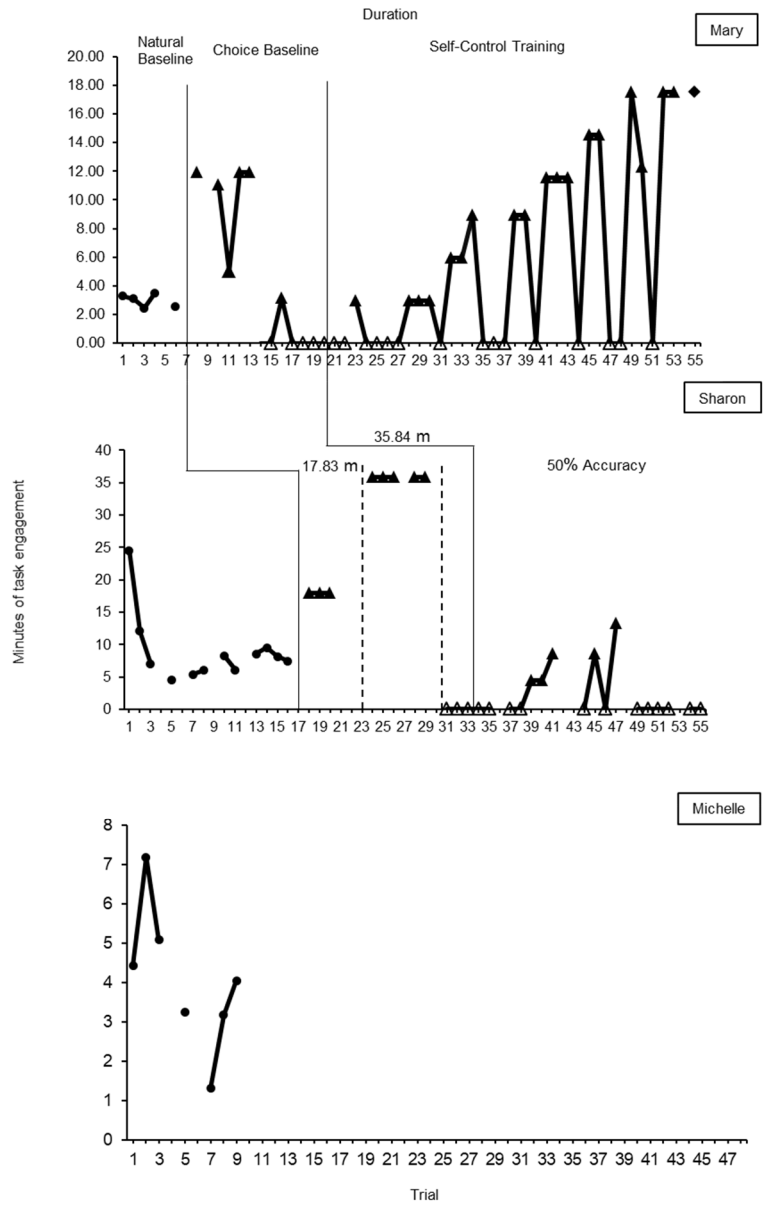 Duration
Mary
Natural
Baseline
Choice Baseline
Self-Control Training
20.00
18.00
16.00
14.00
12.00
10.00
8.00
6.00
4.00
2.00
0.00
1 3 5 7 9 11 13 15 17 19 21 23 25 27 29 31 33 35 37 39 41 43 45 47 49 51 53 55
Sharon
35.84 m
17.83 m
50% Accuracy
Minutes of task engagement
40
35
30
25
20
15
10
5
0
1 3 5 7 9 11 13 15 17 19 21 23 25 27 29 31 33 35 37 39 41 43 45 47 49 51 53 55
Michelle
8
7
6
5
4
3
2
1
0
1 3 5 7 9 11 13 15 17 19 21 23 25 27 29 31 33 35 37 39 41 43 45 47
Trial